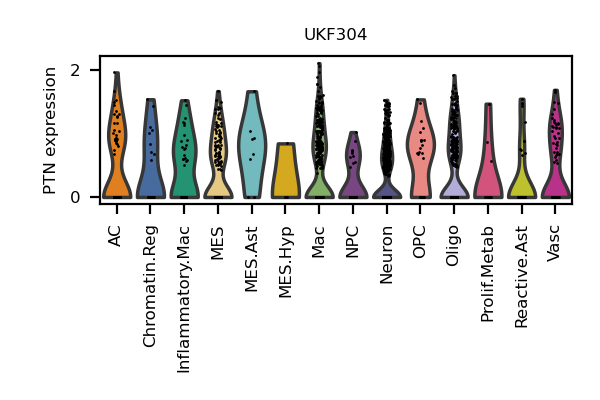 UKF304
PTN expression
2
0
AC
Chromatin.Reg
Inflammatory.Mac
MES
MES.Ast
MES.Hyp
Mac
NPC
Neuron
OPC
Oligo
Prolif.Metab
Reactive.Ast
Vasc